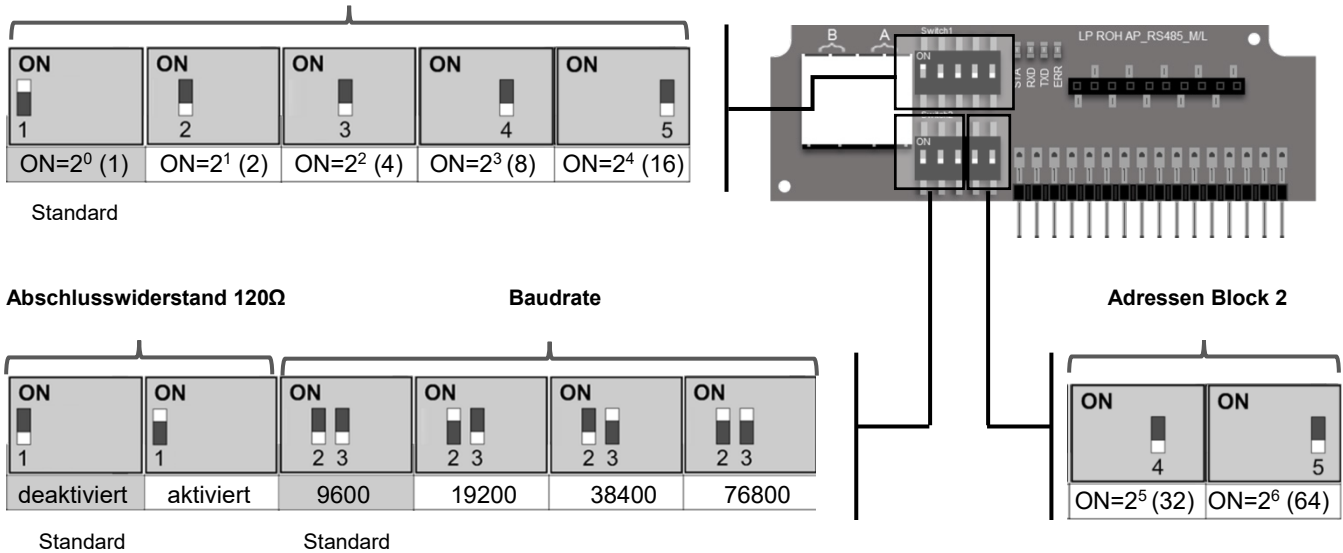 ON ON ON ON ON
1 2 3 4 5
ON=2⁰ (1) ON=2¹ (2) ON=2² (4) ON=2³ (8) ON=2⁴ (16)
Standard
B A Switch1 LP ROH AP_RS485_M/L
ON
STA RXD TXD ERR
ON
Abschlusswiderstand 120Ω Baudrate Adressen Block 2
ON ON ON ON ON ON
1 1 2 3 2 3 2 3 2 3
deaktiviert aktiviert 9600 19200 38400 76800
Standard Standard
ON ON
4 5
ON=2⁵ (32) ON=2⁶ (64)